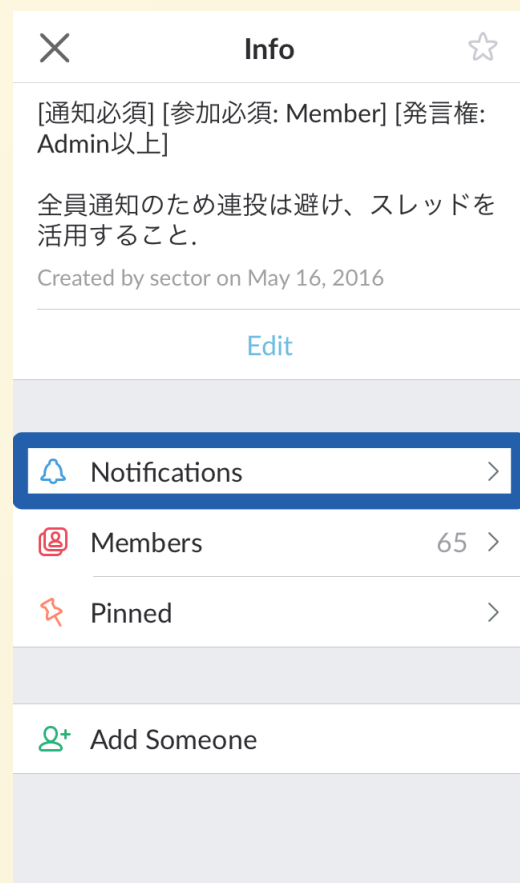 Info
[通知必須] [参加必須: Member] [発言権:
Admin以上]
全員通知のため連投は避け、スレッドを
活用すること.
Created by sector on May 16, 2016
Edit
Notifications
Members 65
Pinned
Add Someone